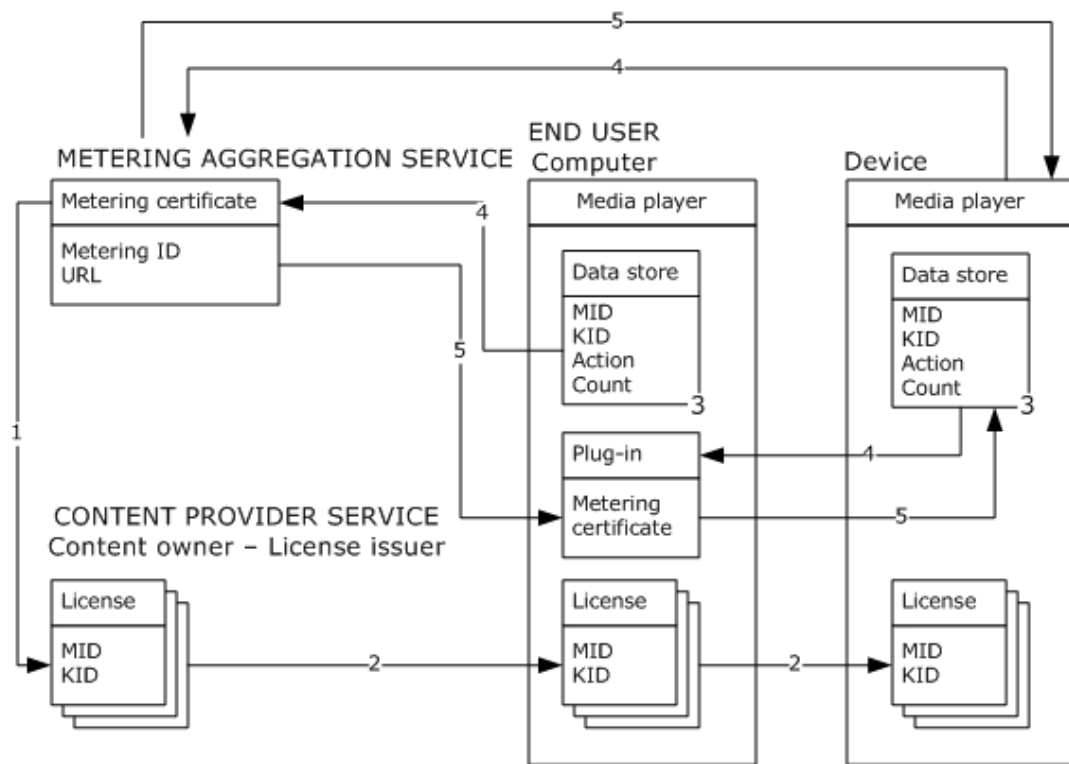 5
4
METERING AGGREGATION SERVICE
Metering certificate
Metering ID
URL
END USER
Computer
Media player
Data store
MID
KID
Action
Count
3
Plug-in
Metering
certificate
License
MID
KID
Device
Media player
Data store
MID
KID
Action
Count
3
License
MID
KID
4
5
4
5
1
CONTENT PROVIDER SERVICE
Content owner – License issuer
License
MID
KID
2
2